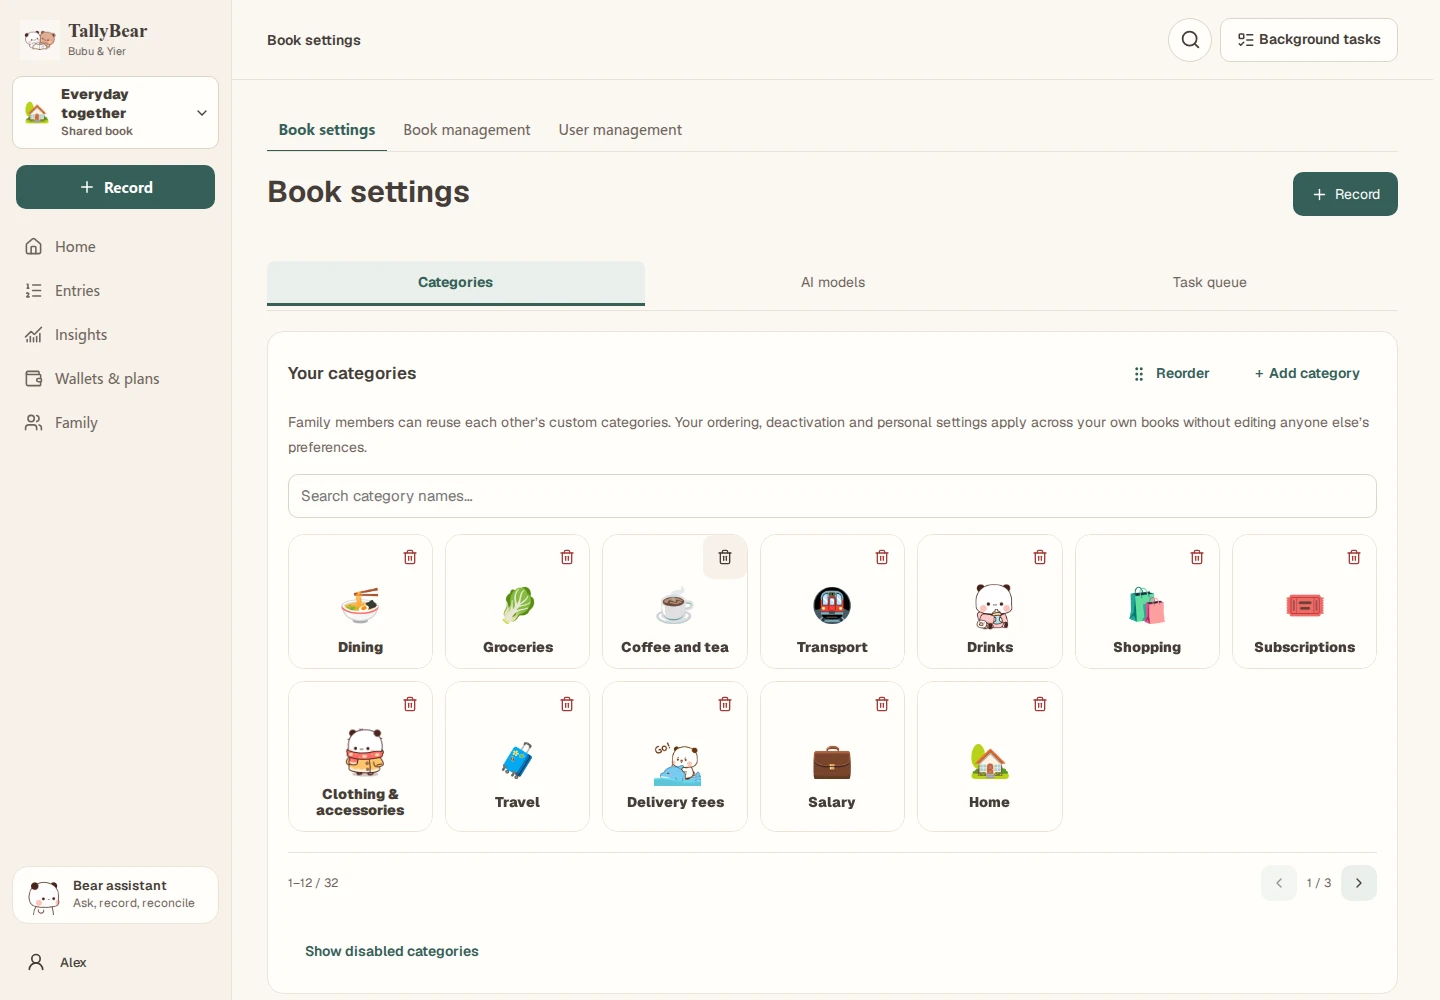 TallyBear
Bubu & Yier
Everyday
together
Shared book
+ Record
Home
Entries
Insights
Wallets & plans
Family
Bear assistant
Ask, record, reconcile
Alex
Book settings
Background tasks
Book settings
Book management
User management
Book settings
+ Record
Categories
AI models
Task queue
Your categories
Reorder
+ Add category
Family members can reuse each other's custom categories. Your ordering, deactivation and personal settings apply across your own books without editing anyone else's
preferences.
Search category names...
Dining
Groceries
Coffee and tea
Transport
Drinks
Shopping
Subscriptions
Clothing &
accessories
Travel
Go!
Delivery fees
Salary
Home
1–12 / 32
1 / 3
Show disabled categories